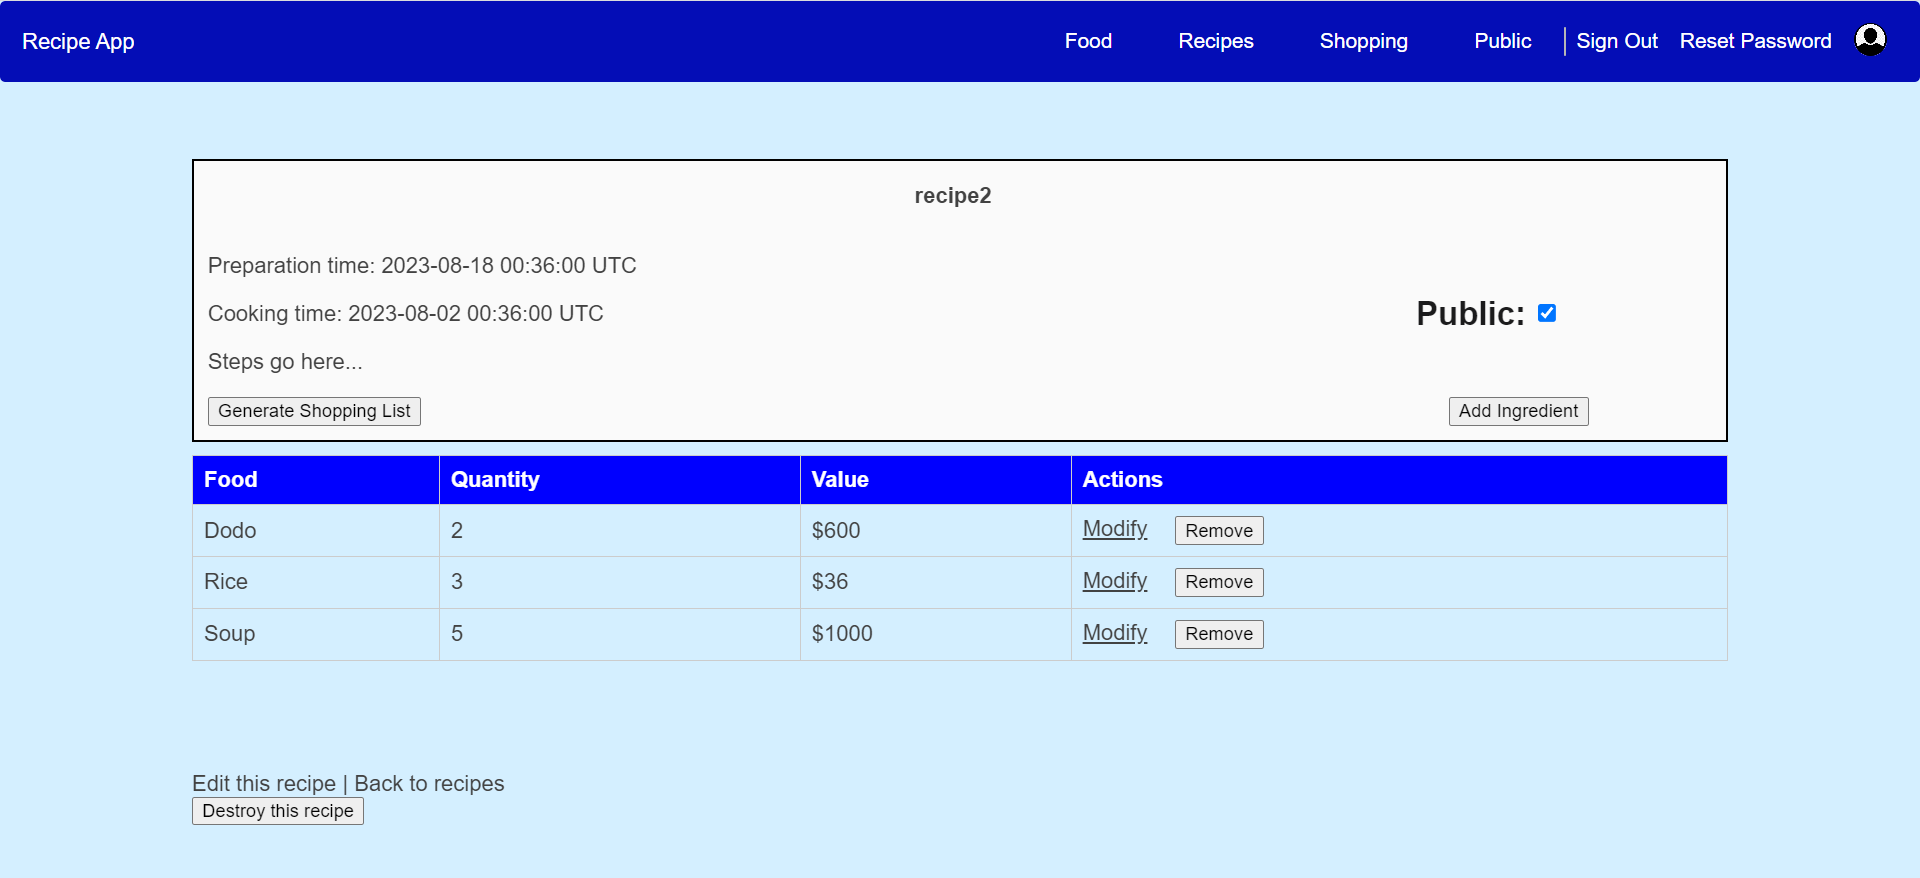 Recipe App Food Recipes Shopping Public Sign Out Reset Password
recipe2
Preparation time: 2023-08-18 00:36:00 UTC
Cooking time: 2023-08-02 00:36:00 UTC
Public:
Steps go here...
Generate Shopping List Add Ingredient
Food Quantity Value Actions
Dodo 2 $600 Modify Remove
Rice 3 $36 Modify Remove
Soup 5 $1000 Modify Remove
Edit this recipe | Back to recipes
Destroy this recipe